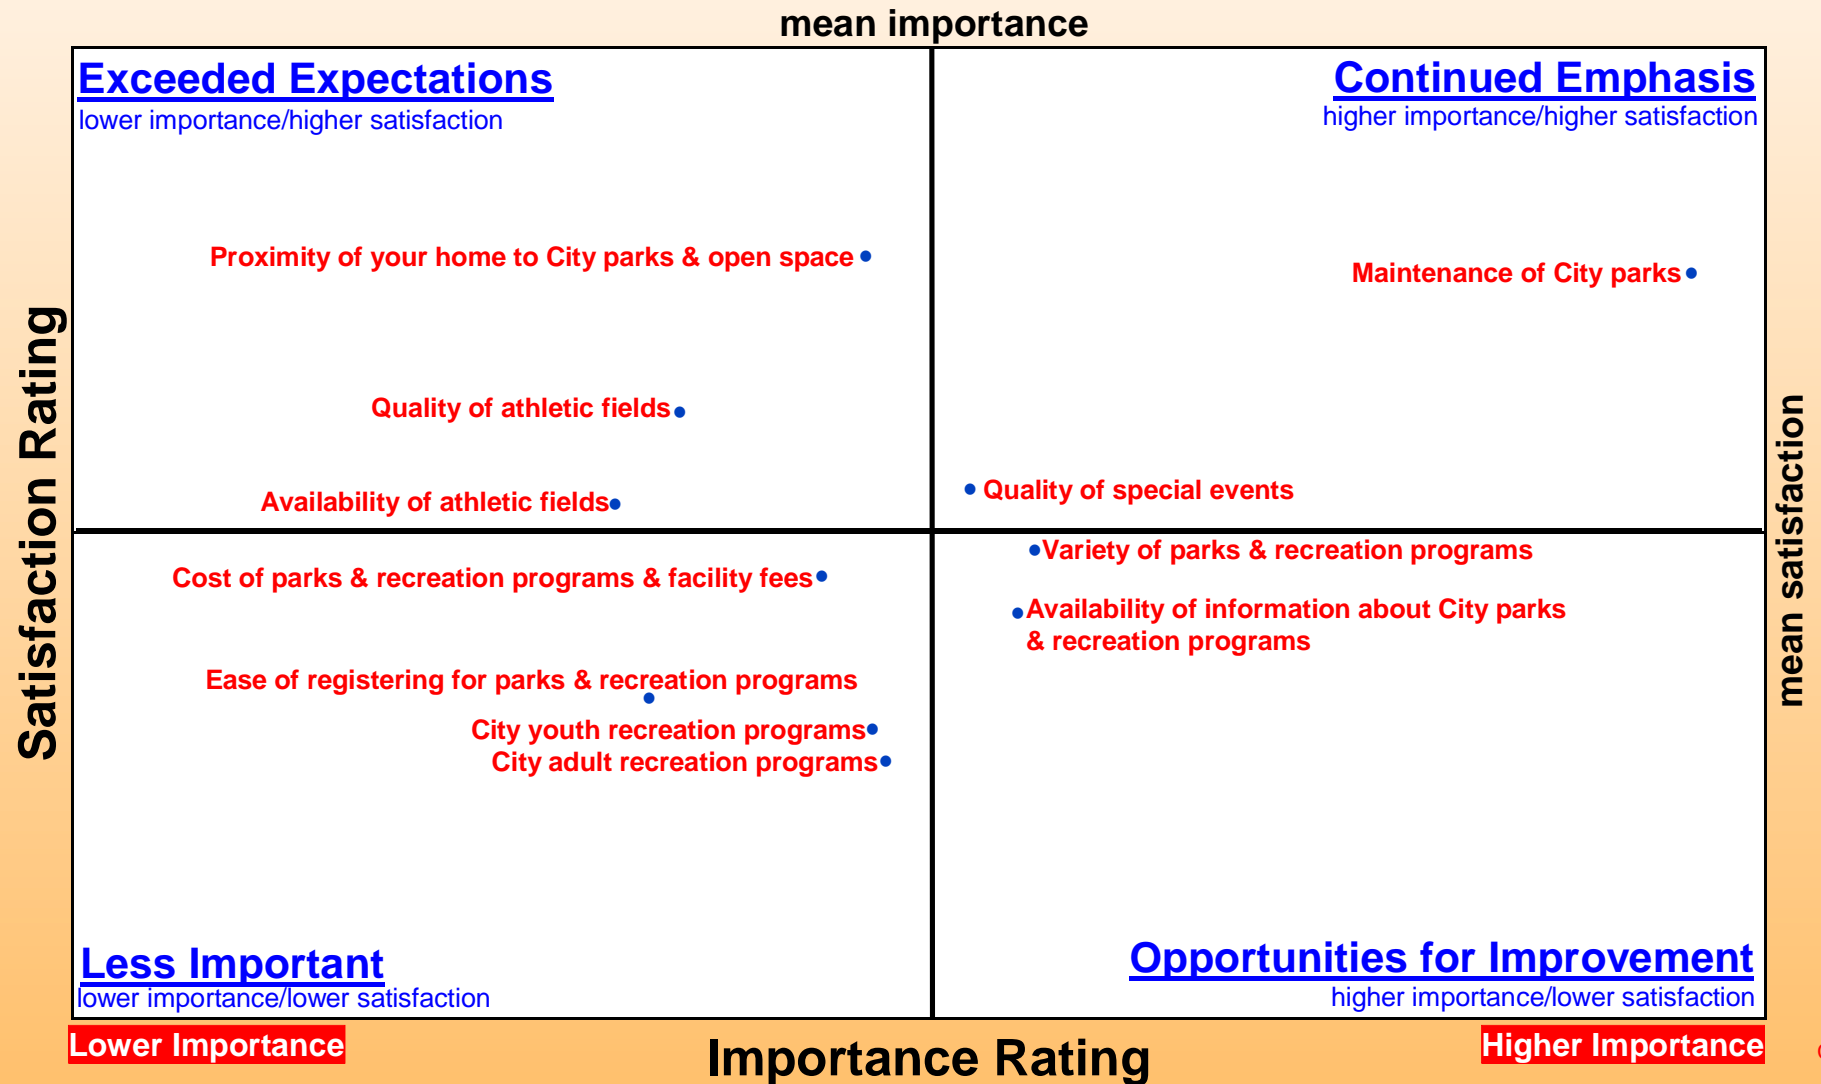 mean importance
Exceeded Expectations
lower importance/higher satisfaction
Continued Emphasis
higher importance/higher satisfaction
Proximity of your home to City parks & open space
Maintenance of City parks
Quality of athletic fields
Availability of athletic fields
Quality of special events
Satisfaction Rating
mean satisfaction
Variety of parks & recreation programs
Cost of parks & recreation programs & facility fees
Availability of information about City parks
& recreation programs
Ease of registering for parks & recreation programs
City youth recreation programs
City adult recreation programs
Less Important
lower importance/lower satisfaction
Opportunities for Improvement
higher importance/lower satisfaction
Lower Importance
Importance Rating
Higher Importance